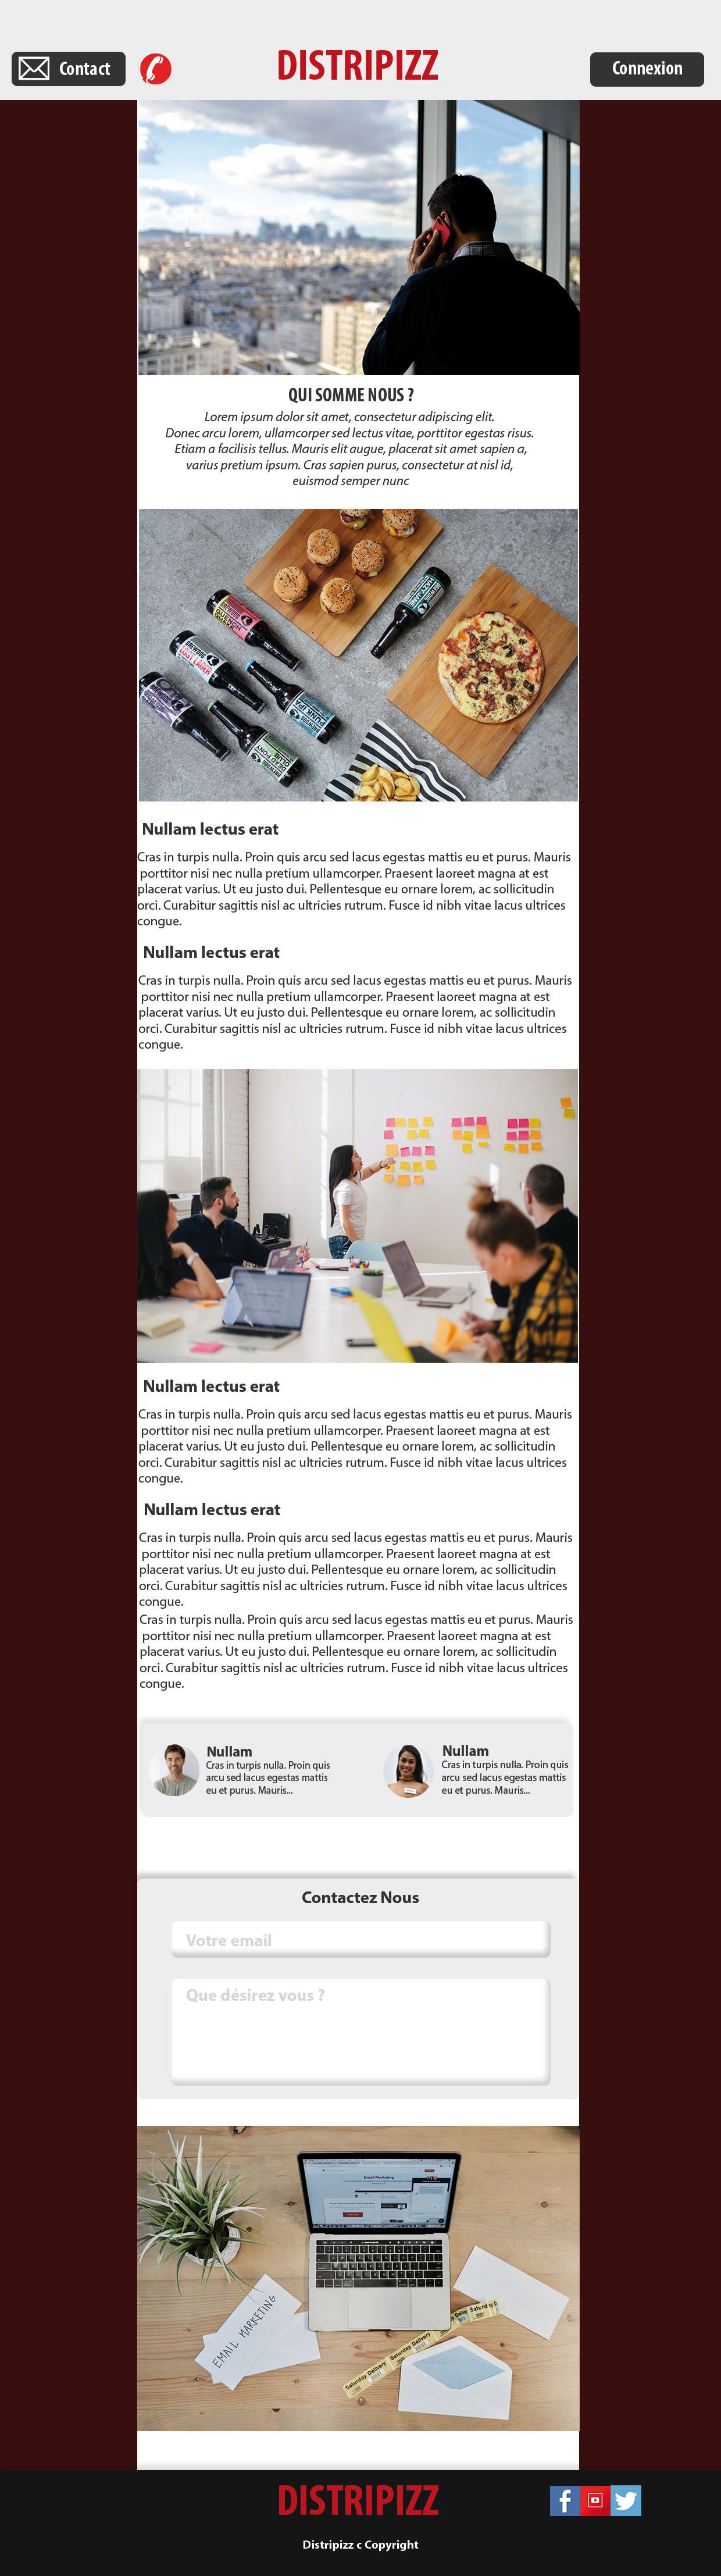 Contact
DISTRIPIZZ
Connexion
QUI SOMME NOUS ?
Lorem ipsum dolor sit amet, consectetur adipiscing elit.
Donec arcu lorem, ullamcorper sed lectus vitae, porttitor egestas risus.
Etiam a facilisis tellus. Mauris elit augue, placerat sit amet sapien a,
varius pretium ipsum. Cras sapien purus, consectetur at nisl id,
euismod semper nunc
BREWDOG
LOST LAGER
PUNK IPA
Nullam lectus erat
Cras in turpis nulla. Proin quis arcu sed lacus egestas mattis eu et purus. Mauris
porttitor nisi nec nulla pretium ullamcorper. Praesent laoreet magna at est
placerat varius. Ut eu justo dui. Pellentesque eu ornare lorem, ac sollicitudin
orci. Curabitur sagittis nisl ac ultricies rutrum. Fusce id nibh vitae lacus ultrices
congue.
Nullam lectus erat
Cras in turpis nulla. Proin quis arcu sed lacus egestas mattis eu et purus. Mauris
porttitor nisi nec nulla pretium ullamcorper. Praesent laoreet magna at est
placerat varius. Ut eu justo dui. Pellentesque eu ornare lorem, ac sollicitudin
orci. Curabitur sagittis nisl ac ultricies rutrum. Fusce id nibh vitae lacus ultrices
congue.
Nullam lectus erat
Cras in turpis nulla. Proin quis arcu sed lacus egestas mattis eu et purus. Mauris
porttitor nisi nec nulla pretium ullamcorper. Praesent laoreet magna at est
placerat varius. Ut eu justo dui. Pellentesque eu ornare lorem, ac sollicitudin
orci. Curabitur sagittis nisl ac ultricies rutrum. Fusce id nibh vitae lacus ultrices
congue.
Nullam lectus erat
Cras in turpis nulla. Proin quis arcu sed lacus egestas mattis eu et purus. Mauris
porttitor nisi nec nulla pretium ullamcorper. Praesent laoreet magna at est
placerat varius. Ut eu justo dui. Pellentesque eu ornare lorem, ac sollicitudin
orci. Curabitur sagittis nisl ac ultricies rutrum. Fusce id nibh vitae lacus ultrices
congue.
Cras in turpis nulla. Proin quis arcu sed lacus egestas mattis eu et purus. Mauris
porttitor nisi nec nulla pretium ullamcorper. Praesent laoreet magna at est
placerat varius. Ut eu justo dui. Pellentesque eu ornare lorem, ac sollicitudin
orci. Curabitur sagittis nisl ac ultricies rutrum. Fusce id nibh vitae lacus ultrices
congue.
Nullam
Cras in turpis nulla. Proin quis
arcu sed lacus egestas mattis
eu et purus. Mauris...
Nullam
Cras in turpis nulla. Proin quis
arcu sed lacus egestas mattis
eu et purus. Mauris...
Contactez Nous
Votre email
Que désirez vous ?
Email Marketing
EMAIL MARKETING
Saturday Delivery
Saturday Delivery
DISTRIPIZZ
Distripizz c Copyright